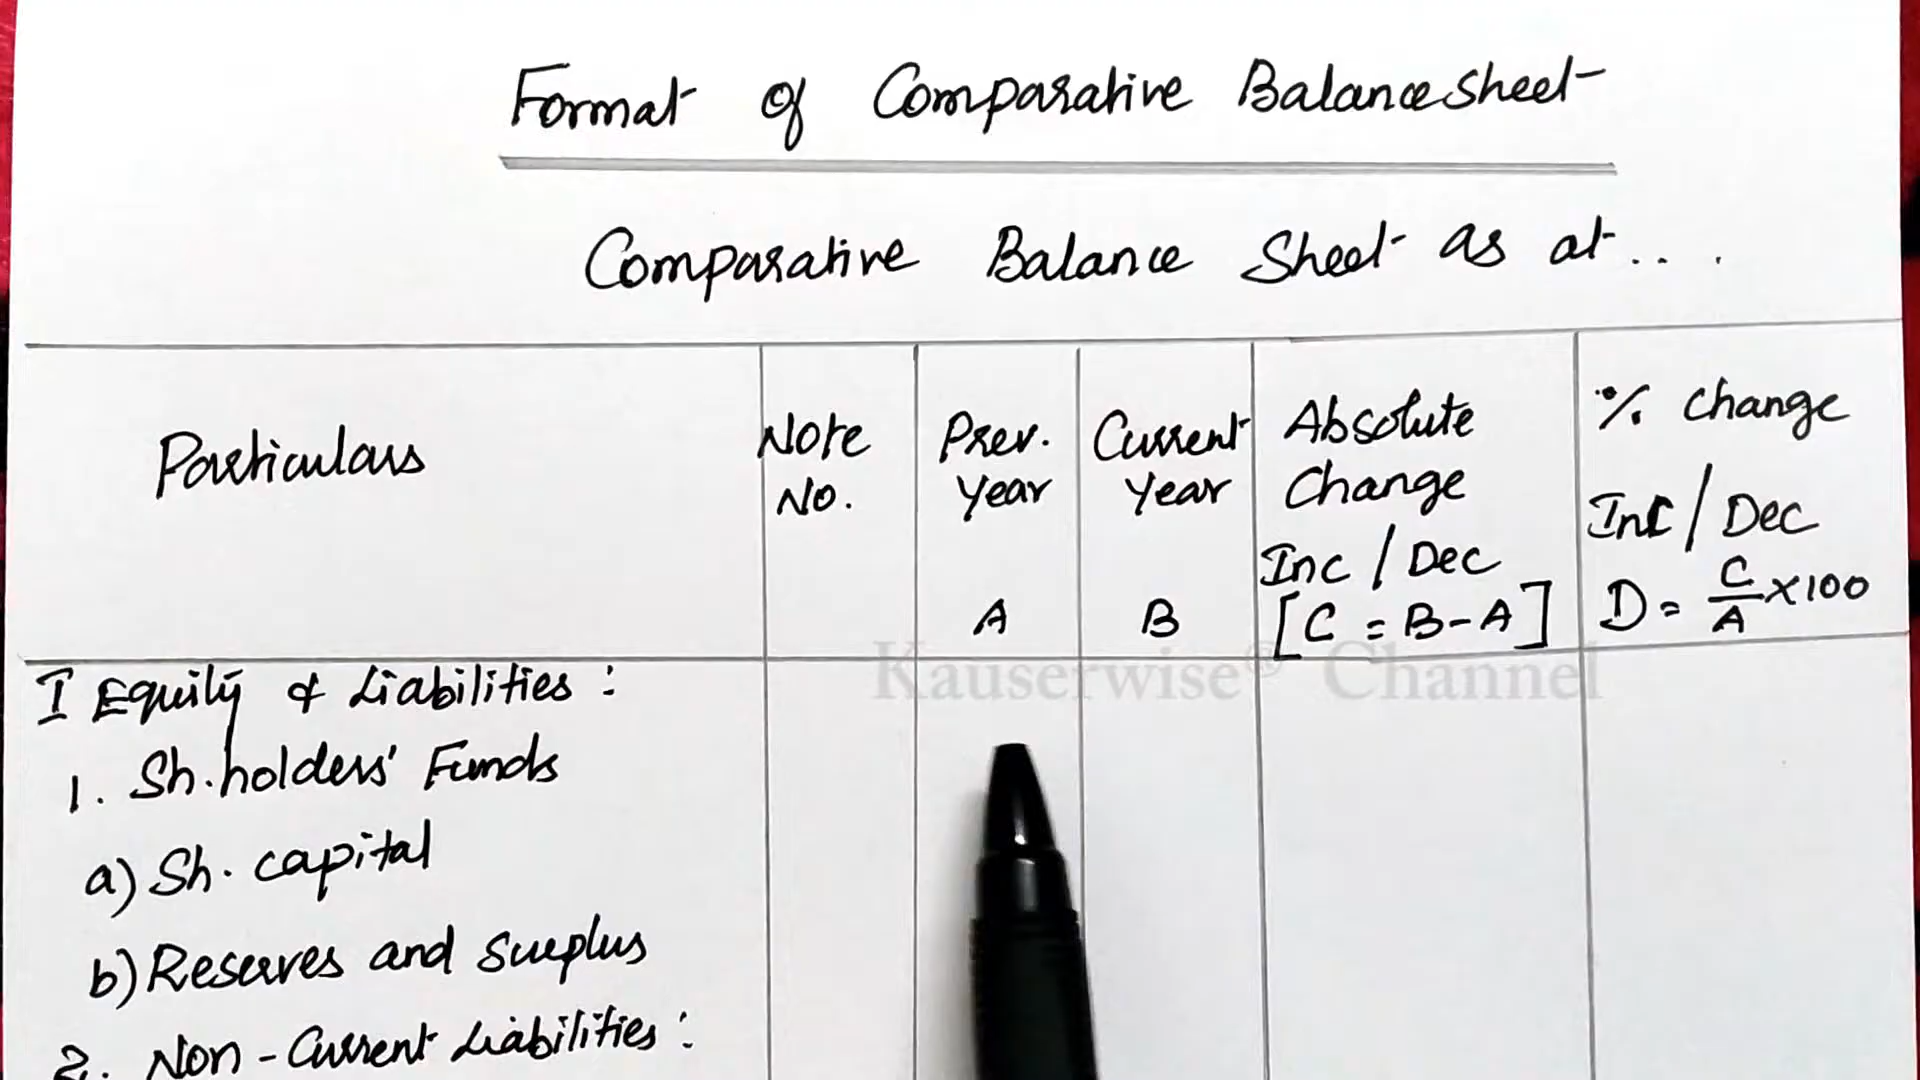 Format of Comparative Balancesheet
Comparative Balance Sheet as at ...
Particulars
Note No.
Prev. Year
A
Current Year
B
Absolute Change
Inc / Dec
[C = B-A]
% change
Inc / Dec
D = C/A x100
Kauserwise® Channel
I Equity & Liabilities :
1. Sh.holders' Funds
a) Sh. capital
b) Reserves and surplus
2. Non-Current Liabilities :